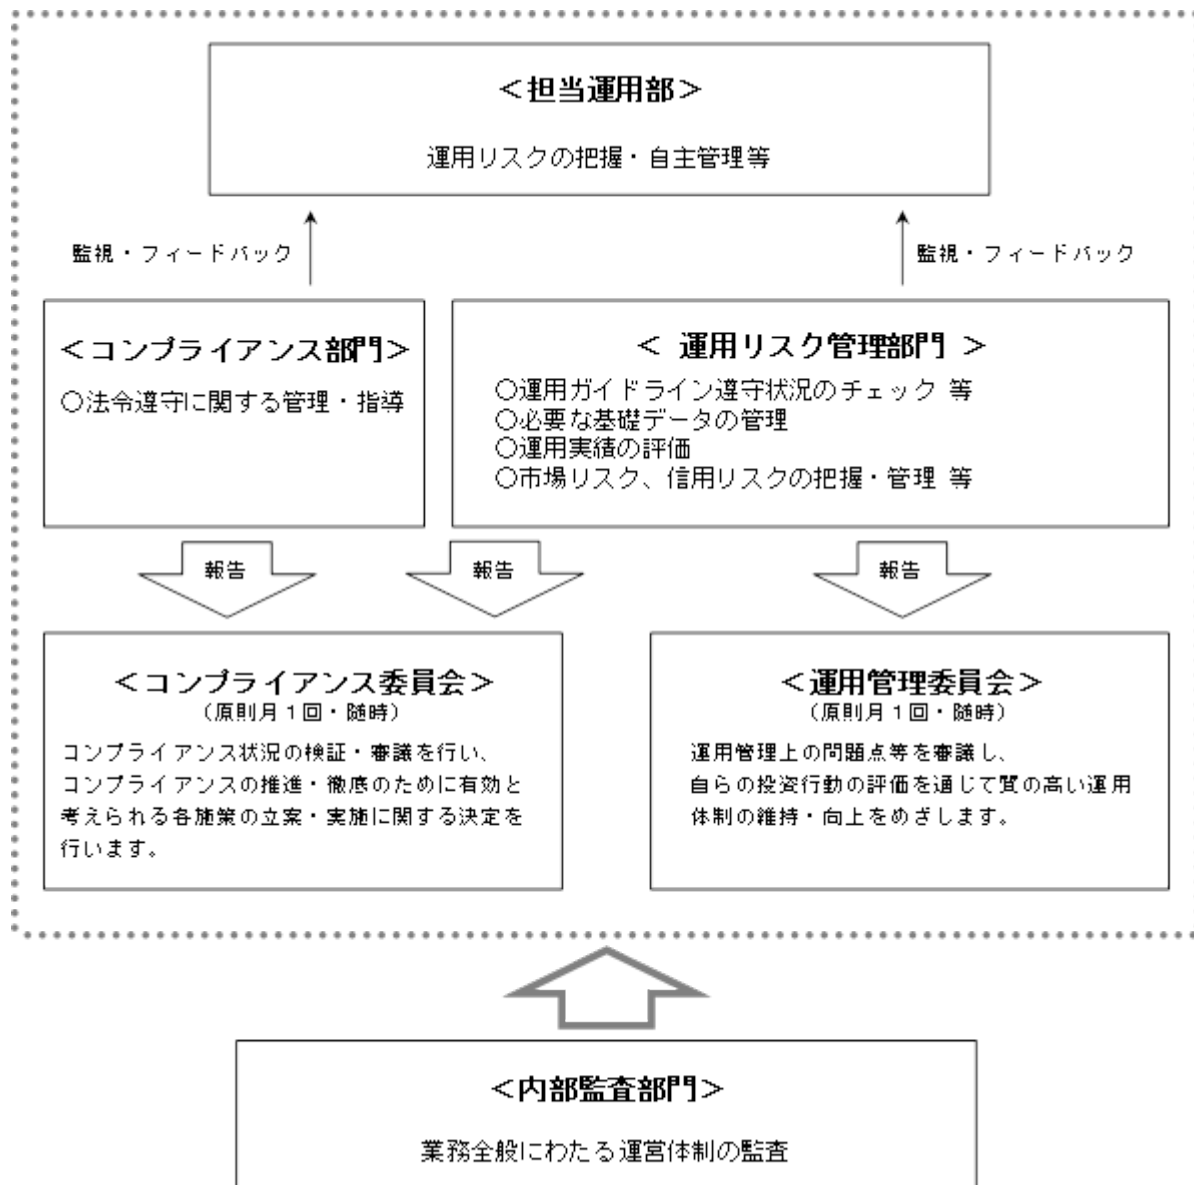 ＜担当運用部＞
運用リスクの把握・自主管理等
監視・フィードバック
監視・フィードバック
＜コンプライアンス部門＞
○法令遵守に関する管理・指導
＜ 運用リスク管理部門 ＞
○運用ガイドライン遵守状況のチェック 等
○必要な基礎データの管理
○運用実績の評価
○市場リスク、信用リスクの把握・管理 等
報告
報告
報告
＜コンプライアンス委員会＞
（原則月１回・随時）
コンプライアンス状況の検証・審議を行い、
コンプライアンスの推進・徹底のために有効と
考えられる各施策の立案・実施に関する決定を
行います。
＜運用管理委員会＞
（原則月１回・随時）
運用管理上の問題点等を審議し、
自らの投資行動の評価を通じて質の高い運用
体制の維持・向上をめざします。
＜内部監査部門＞
業務全般にわたる運営体制の監査